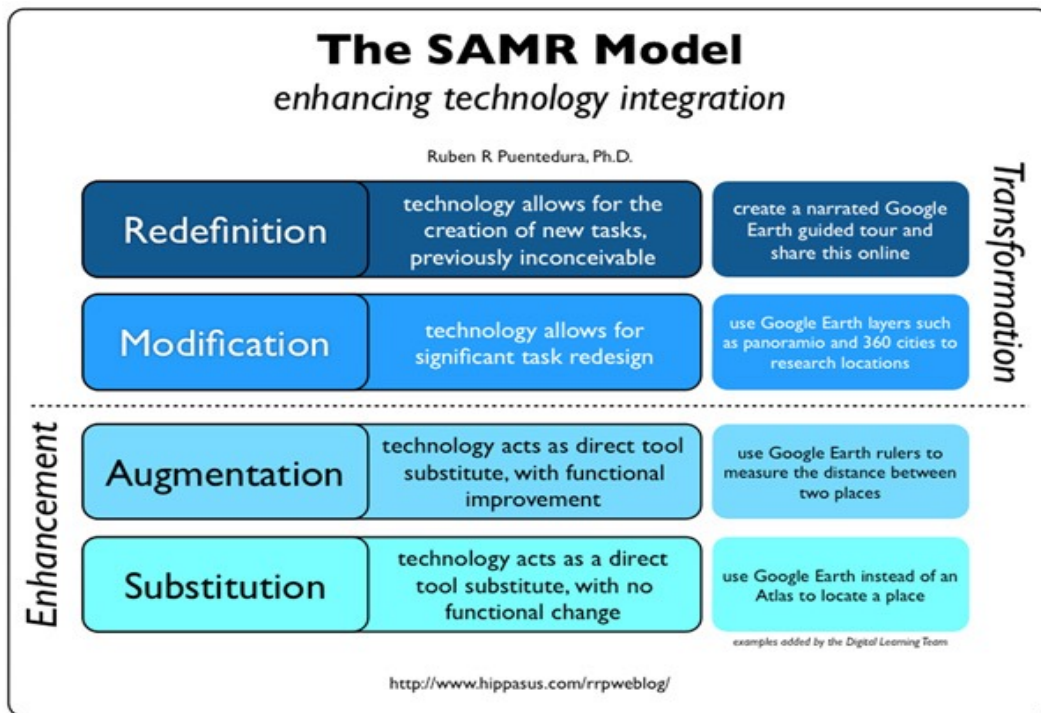 The SAMR Model
enhancing technology integration
Ruben R Puentedura, Ph.D.
Transformation
Redefinition
technology allows for the
creation of new tasks,
previously inconceivable
create a narrated Google
Earth guided tour and
share this online
Modification
technology allows for
significant task redesign
use Google Earth layers such
as panoramio and 360 cities to
research locations
Enhancement
Augmentation
technology acts as direct tool
substitute, with functional
improvement
use Google Earth rulers to
measure the distance between
two places
Substitution
technology acts as a direct
tool substitute, with no
functional change
use Google Earth instead of an
Atlas to locate a place
examples added by the Digital Learning Team
http://www.hippasus.com/rrpweblog/